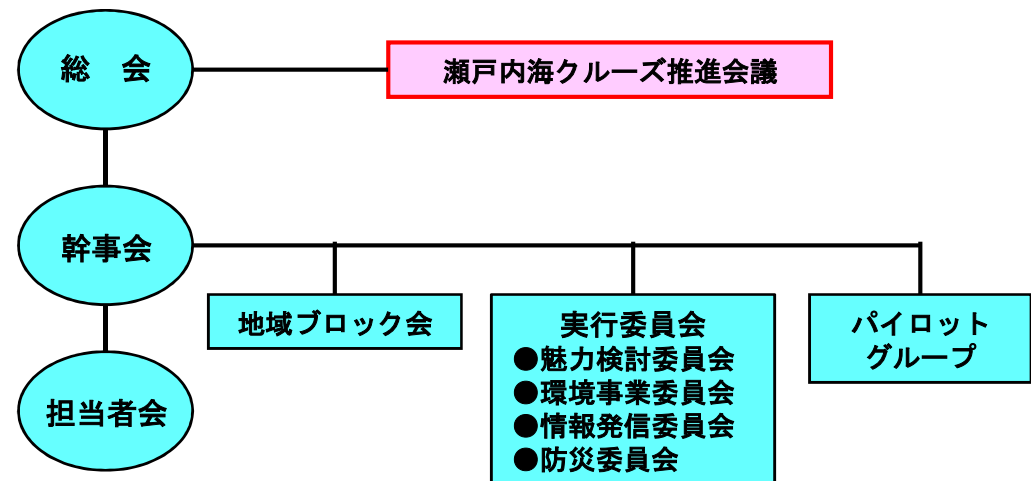 総　会
瀬戸内海クルーズ推進会議
幹事会
地域ブロック会
実行委員会
●魅力検討委員会
●環境事業委員会
●情報発信委員会
●防災委員会
パイロット
グループ
担当者会